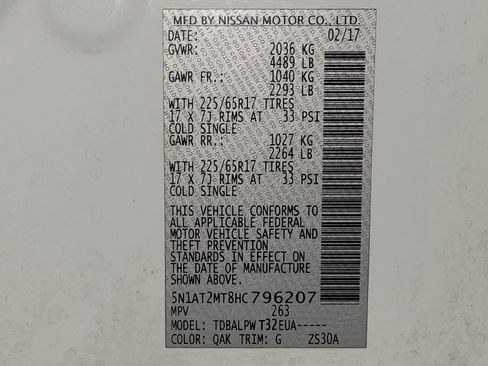 MFD BY NISSAN MOTOR CO., LTD.
DATE: 02/17
GVWR: 2036 KG
4489 LB
GAWR FR.: 1040 KG
2293 LB
WITH 225/65R17 TIRES
17 X 7J RIMS AT 33 PSI
COLD SINGLE
GAWR RR.: 1027 KG
2264 LB
WITH 225/65R17 TIRES
17 X 7J RIMS AT 33 PSI
COLD SINGLE
THIS VEHICLE CONFORMS TO
ALL APPLICABLE FEDERAL
MOTOR VEHICLE SAFETY AND
THEFT PREVENTION
STANDARDS IN EFFECT ON
THE DATE OF MANUFACTURE
SHOWN ABOVE.
5N1AT2MT8HC796207
MPV 263
MODEL: TDBALPWT32EUA-----
COLOR: QAK TRIM: G ZS30A